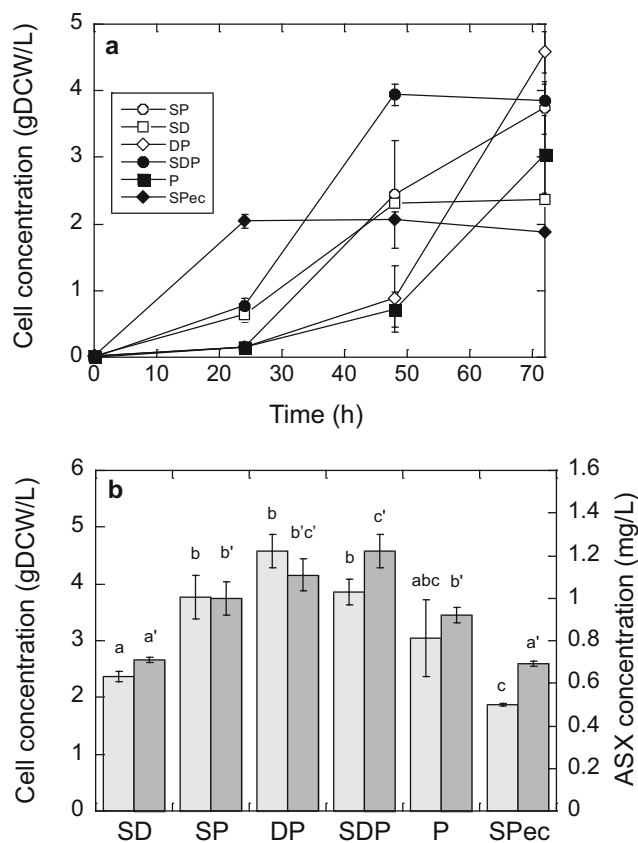 a
Cell concentration (gDCW/L)
5
4
3
2
1
0
SP
SD
DP
SDP
P
SPec
0 10 20 30 40 50 60 70
Time (h)
b
Cell concentration (gDCW/L)
6
5
4
3
2
1
0
a a' b b' b b'c' b c' abc b' c a'
1.6
1.4
1.2
1
0.8
0.6
0.4
0.2
0
ASX concentration (mg/L)
SD SP DP SDP P SPec